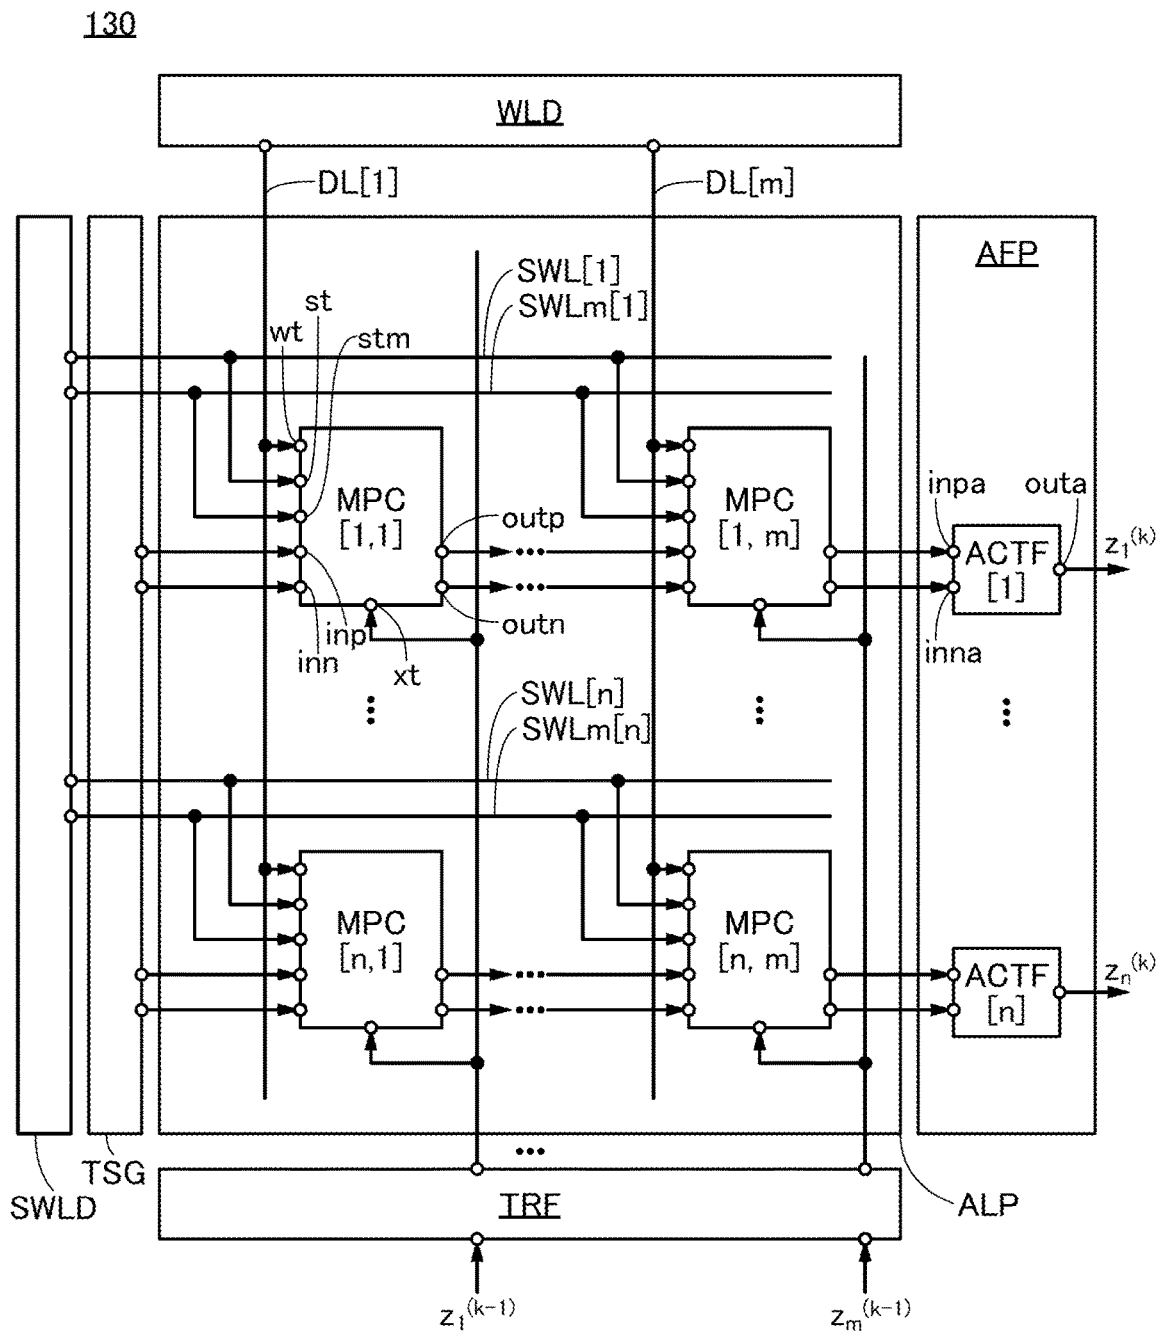 130
WLD
DL[1]
DL[m]
AFP
SWL[1]
SWLm[1]
st
wt
stm
MPC
[1,1]
MPC
[1, m]
outp
outn
inp
inn
xt
inpa
outa
inna
ACTF
[1]
z₁⁽ᵏ⁾
SWL[n]
SWLm[n]
MPC
[n,1]
MPC
[n, m]
ACTF
[n]
zₙ⁽ᵏ⁾
TSG
SWLD
TRF
ALP
z₁⁽ᵏ⁻¹⁾
zₘ⁽ᵏ⁻¹⁾